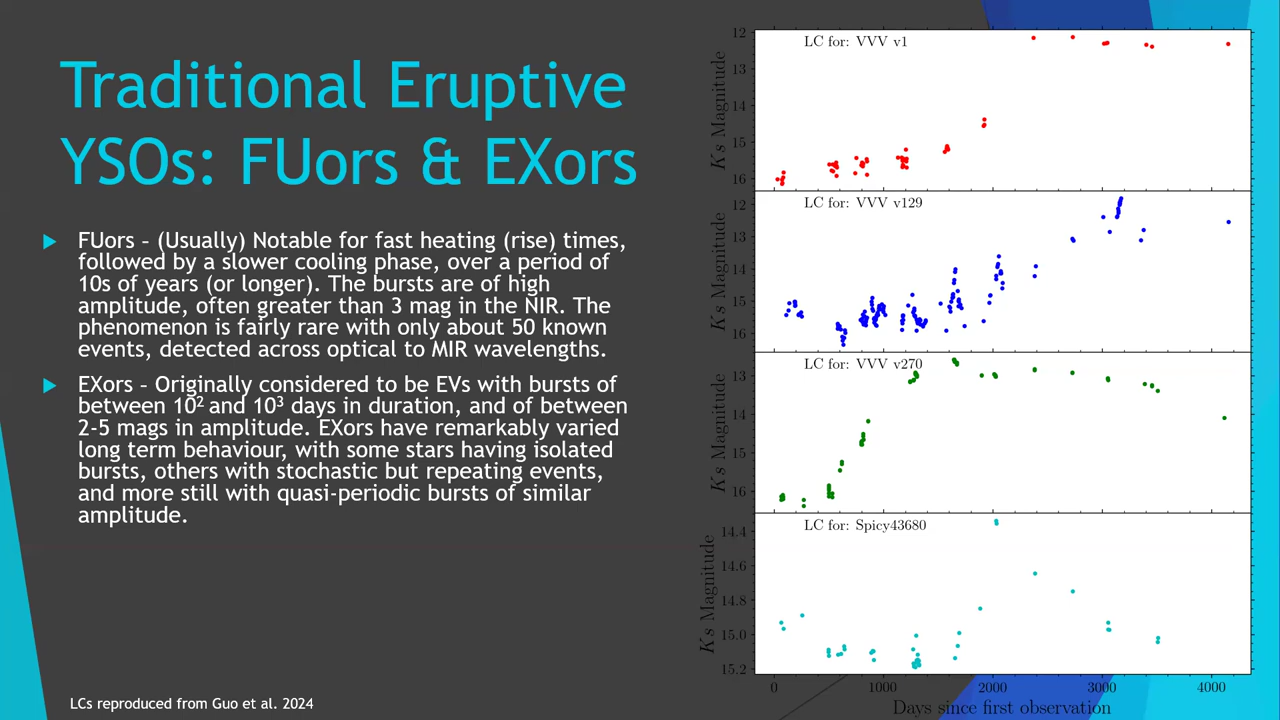 Traditional Eruptive
YSOs: FUors & EXors
FUors – (Usually) Notable for fast heating (rise) times,
followed by a slower cooling phase, over a period of
10s of years (or longer). The bursts are of high
amplitude, often greater than 3 mag in the NIR. The
phenomenon is fairly rare with only about 50 known
events, detected across optical to MIR wavelengths.
EXors – Originally considered to be EVs with bursts of
between 10² and 10³ days in duration, and of between
2-5 mags in amplitude. EXors have remarkably varied
long term behaviour, with some stars having isolated
bursts, others with stochastic but repeating events,
and more still with quasi-periodic bursts of similar
amplitude.
LCs reproduced from Guo et al. 2024
LC for: VVV v1
Ks Magnitude
12
13
14
15
16
LC for: VVV v129
Ks Magnitude
12
13
14
15
16
LC for: VVV v270
Ks Magnitude
13
14
15
16
LC for: Spicy43680
Ks Magnitude
14.4
14.6
14.8
15.0
15.2
0 1000 2000 3000 4000
Days since first observation